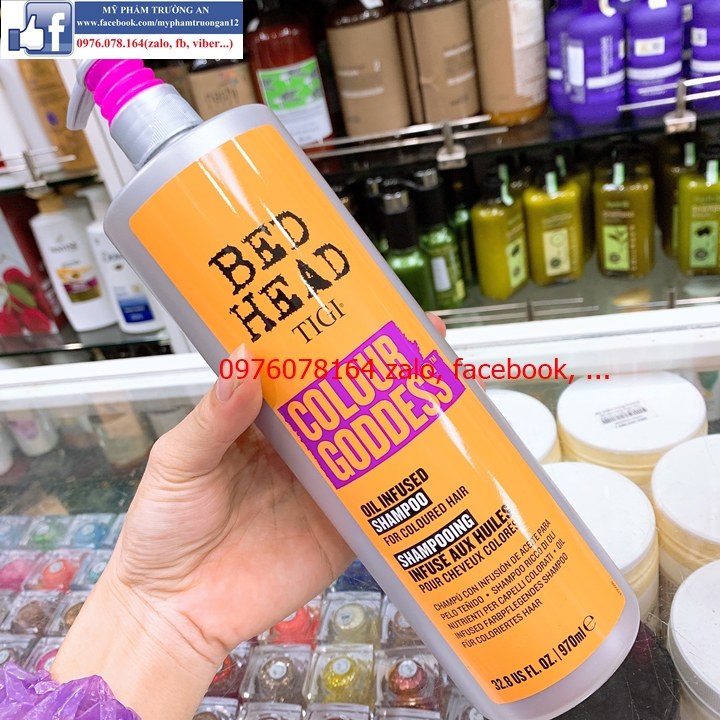 MỸ PHẨM TRƯỜNG AN
www.facebook.com/myphamtruongan12
0976.078.164(zalo, fb, viber...)
BED
HEAD
TIGI®
0976078164 zalo, facebook, ...
COLOUR
GODDESS™
OIL INFUSED
SHAMPOO
FOR COLOURED HAIR
SHAMPOOING
INFUSÉ AUX HUILES
POUR CHEVEUX COLORÉS
CHAMPÚ CON INFUSIÓN DE ACEITE PARA
PELO TEÑIDO • SHAMPOO RICCO DI OLI
NUTRIENTI PER CAPELLI COLORATI • OIL
INFUSED FARBPFLEGENDES SHAMPOO
FÜR COLORIERTES HAAR
32.8 US FL. OZ. | 970ml e